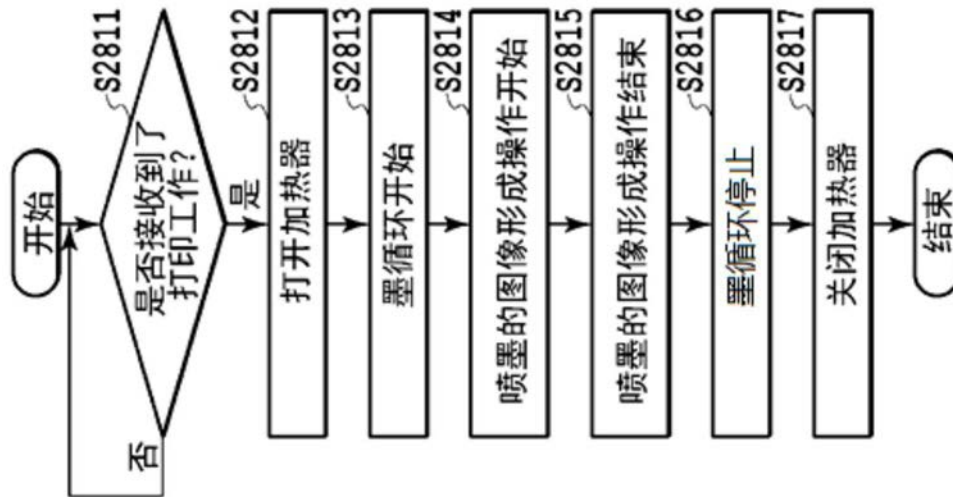 开始
S2811
是否接收到了
打印工作?
否
是
S2812
打开加热器
S2813
墨循环开始
S2814
喷墨的图像形成操作开始
S2815
喷墨的图像形成操作结束
S2816
墨循环停止
S2817
关闭加热器
结束